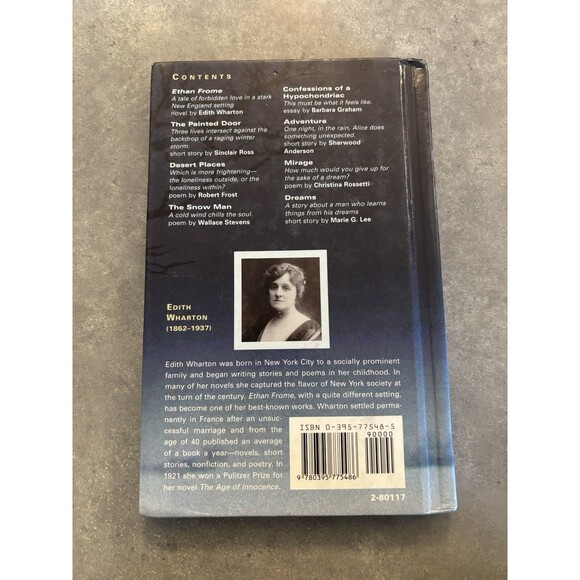 CONTENTS
Ethan Frome
A tale of forbidden love in a stark
New England setting
novel by Edith Wharton
The Painted Door
Three lives intersect against the
backdrop of a raging winter
storm.
short story by Sinclair Ross
Desert Places
Which is more frightening—
the loneliness outside, or the
loneliness within?
poem by Robert Frost
The Snow Man
A cold wind chills the soul.
poem by Wallace Stevens
Confessions of a
Hypochondriac
This must be what it feels like.
essay by Barbara Graham
Adventure
One night, in the rain, Alice does
something unexpected.
short story by Sherwood
Anderson
Mirage
How much would you give up for
the sake of a dream?
poem by Christina Rossetti
Dreams
A story about a man who learns
things from his dreams
short story by Marie G. Lee
EDITH
WHARTON
(1862–1937)
Edith Wharton was born in New York City to a socially prominent
family and began writing stories and poems in her childhood. In
many of her novels she captured the flavor of New York society at
the turn of the century. Ethan Frome, with a quite different setting,
has become one of her best-known works. Wharton settled perma-
nently in France after an unsuc-
cessful marriage and from the
age of 40 published an average
of a book a year—novels, short
stories, nonfiction, and poetry. In
1921 she won a Pulitzer Prize for
her novel The Age of Innocence.
ISBN 0-395-77548-5
90000
9 780395 775486
2-80117